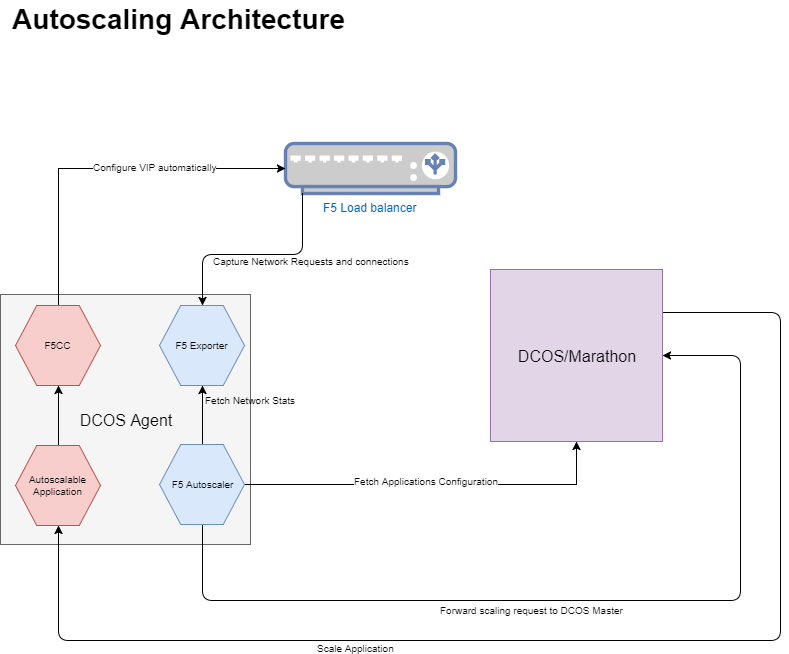 Autoscaling Architecture
Configure VIP automatically
F5 Load balancer
Capture Network Requests and connections
F5CC
F5 Exporter
DCOS/Marathon
Fetch Network Stats
DCOS Agent
Autoscalable
Application
F5 Autoscaler
Fetch Applications Configuration
Forward scaling request to DCOS Master
Scale Application